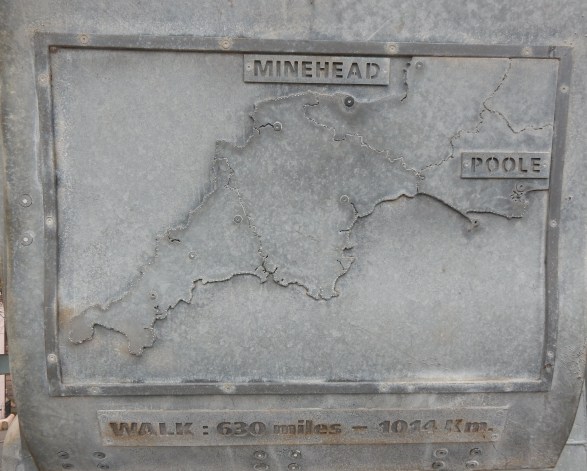 MINEHEAD
POOLE
WALK : 630 miles – 1014 Km.